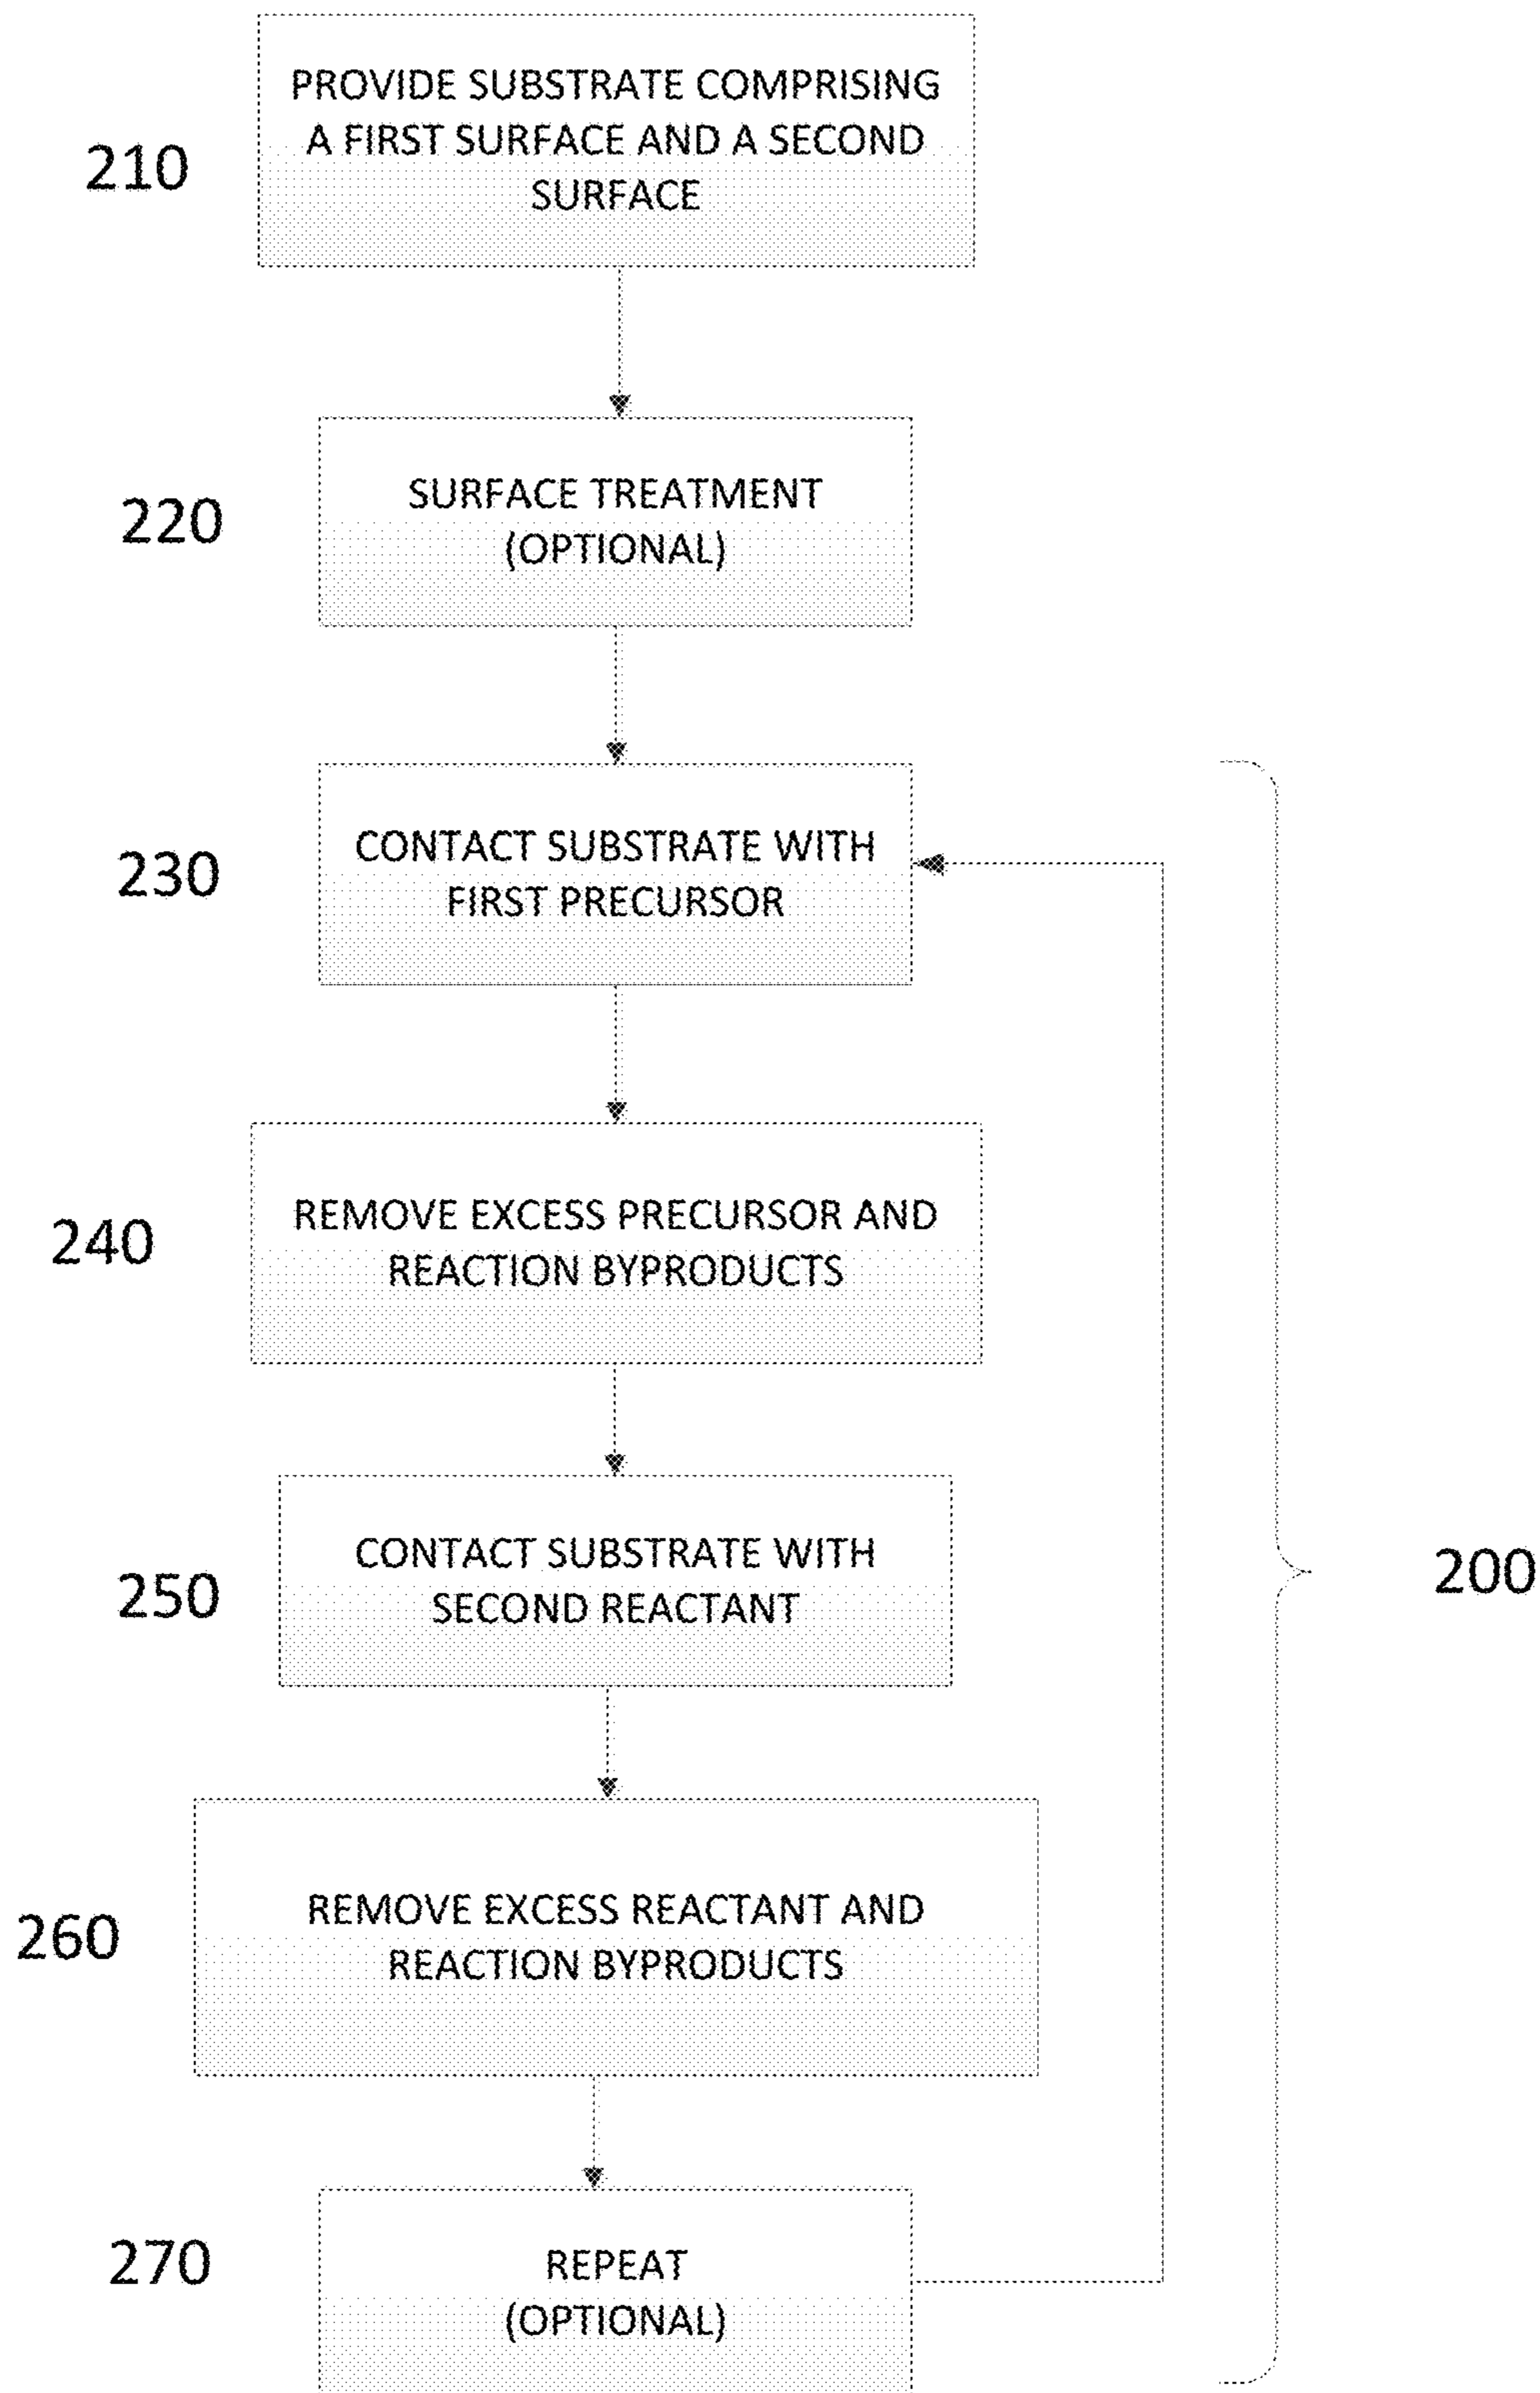 210
PROVIDE SUBSTRATE COMPRISING
A FIRST SURFACE AND A SECOND
SURFACE
220
SURFACE TREATMENT
(OPTIONAL)
230
CONTACT SUBSTRATE WITH
FIRST PRECURSOR
240
REMOVE EXCESS PRECURSOR AND
REACTION BYPRODUCTS
250
CONTACT SUBSTRATE WITH
SECOND REACTANT
200
260
REMOVE EXCESS REACTANT AND
REACTION BYPRODUCTS
270
REPEAT
(OPTIONAL)